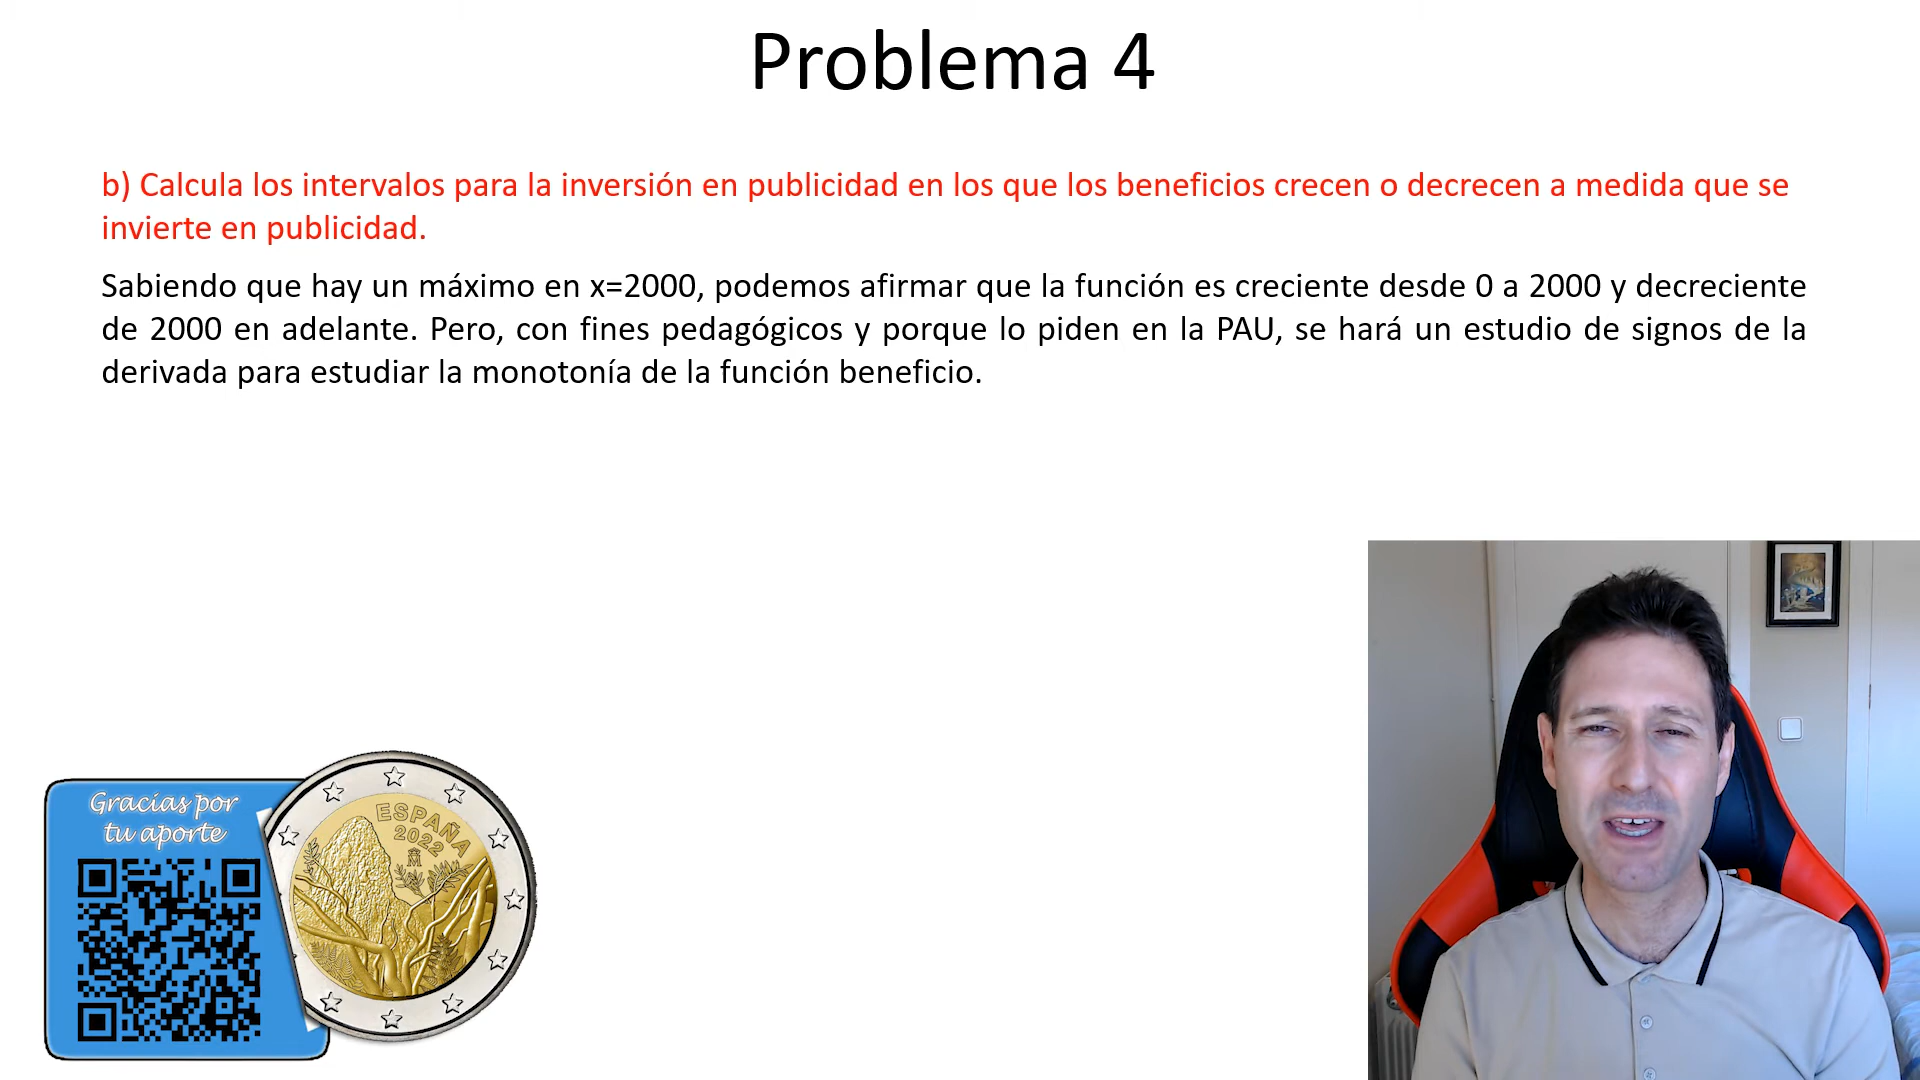 Problema 4
b) Calcula los intervalos para la inversión en publicidad en los que los beneficios crecen o decrecen a medida que se
invierte en publicidad.
Sabiendo que hay un máximo en x=2000, podemos afirmar que la función es creciente desde 0 a 2000 y decreciente
de 2000 en adelante. Pero, con fines pedagógicos y porque lo piden en la PAU, se hará un estudio de signos de la
derivada para estudiar la monotonía de la función beneficio.
Gracias por
tu aporte
ESPAÑA
2022